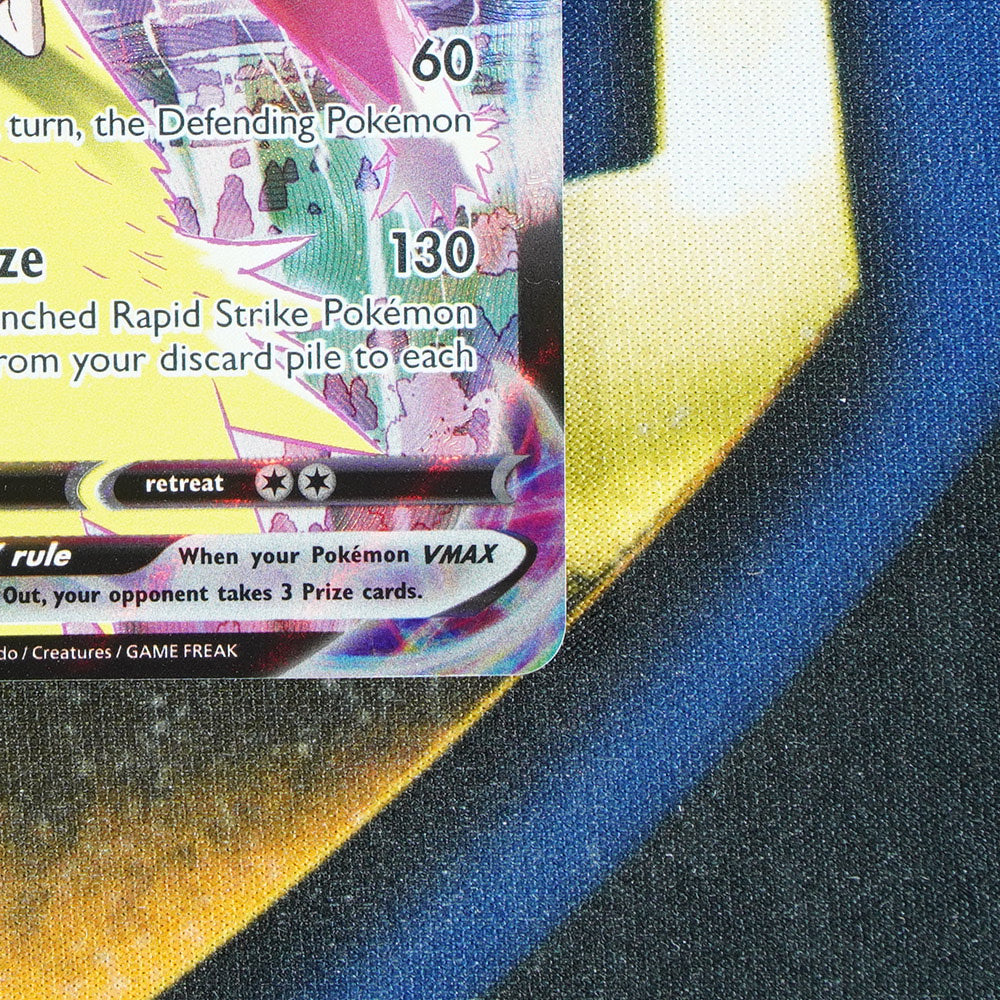 60
turn, the Defending Pokémon
ze 130
nched Rapid Strike Pokémon
rom your discard pile to each
retreat
rule When your Pokémon VMAX
Out, your opponent takes 3 Prize cards.
do / Creatures / GAME FREAK